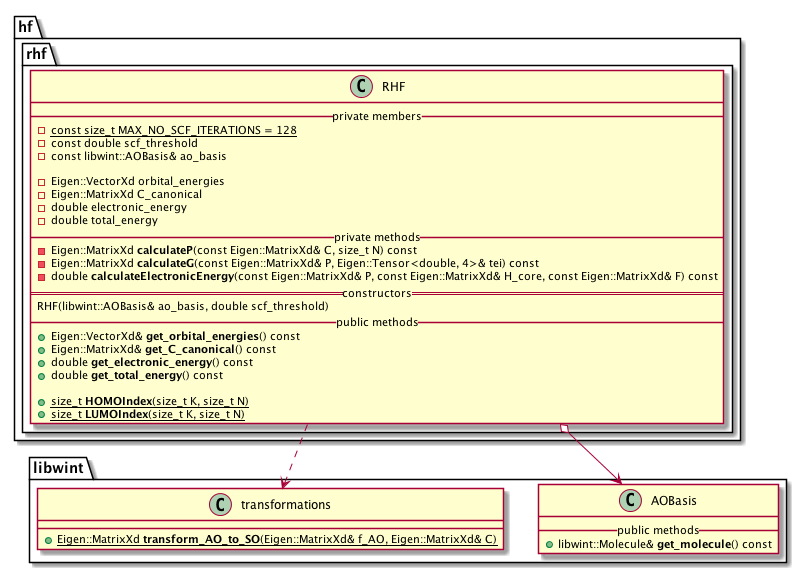 hf
rhf
C RHF
private members
const size_t MAX_NO_SCF_ITERATIONS = 128
const double scf_threshold
const libwint::AOBasis& ao_basis
Eigen::VectorXd orbital_energies
Eigen::MatrixXd C_canonical
double electronic_energy
double total_energy
private methods
Eigen::MatrixXd calculateP(const Eigen::MatrixXd& C, size_t N) const
Eigen::MatrixXd calculateG(const Eigen::MatrixXd& P, Eigen::Tensor<double, 4>& tei) const
double calculateElectronicEnergy(const Eigen::MatrixXd& P, const Eigen::MatrixXd& H_core, const Eigen::MatrixXd& F) const
constructors
RHF(libwint::AOBasis& ao_basis, double scf_threshold)
public methods
Eigen::VectorXd& get_orbital_energies() const
Eigen::MatrixXd& get_C_canonical() const
double get_electronic_energy() const
double get_total_energy() const
size_t HOMOIndex(size_t K, size_t N)
size_t LUMOIndex(size_t K, size_t N)
libwint
C transformations
Eigen::MatrixXd transform_AO_to_SO(Eigen::MatrixXd& f_AO, Eigen::MatrixXd& C)
C AOBasis
public methods
libwint::Molecule& get_molecule() const